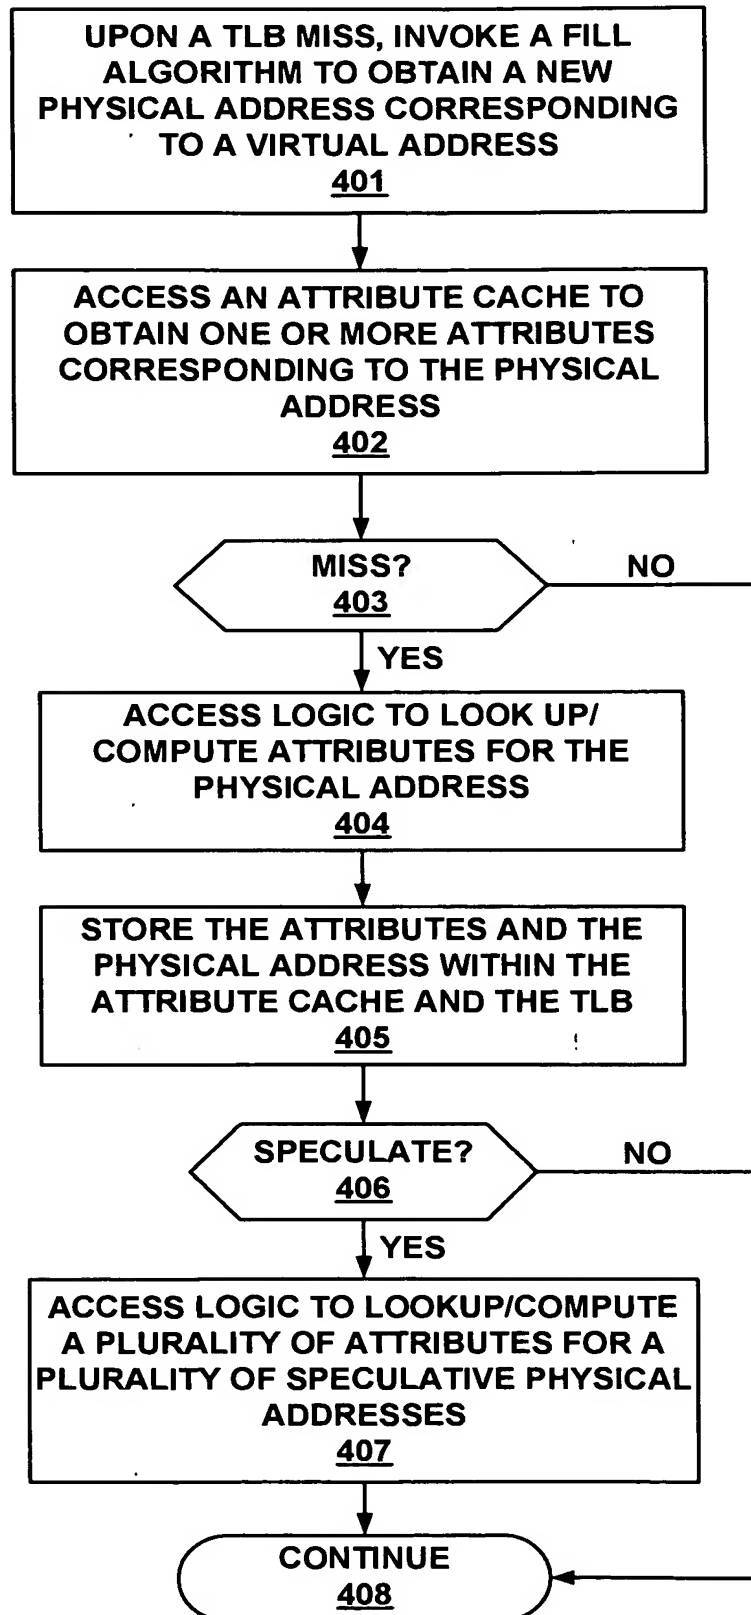 UPON A TLB MISS, INVOKE A FILL
ALGORITHM TO OBTAIN A NEW
PHYSICAL ADDRESS CORRESPONDING
TO A VIRTUAL ADDRESS
401
ACCESS AN ATTRIBUTE CACHE TO
OBTAIN ONE OR MORE ATTRIBUTES
CORRESPONDING TO THE PHYSICAL
ADDRESS
402
MISS?
403
NO
YES
ACCESS LOGIC TO LOOK UP/
COMPUTE ATTRIBUTES FOR THE
PHYSICAL ADDRESS
404
STORE THE ATTRIBUTES AND THE
PHYSICAL ADDRESS WITHIN THE
ATTRIBUTE CACHE AND THE TLB
405
SPECULATE?
406
NO
YES
ACCESS LOGIC TO LOOKUP/COMPUTE
A PLURALITY OF ATTRIBUTES FOR A
PLURALITY OF SPECULATIVE PHYSICAL
ADDRESSES
407
CONTINUE
408